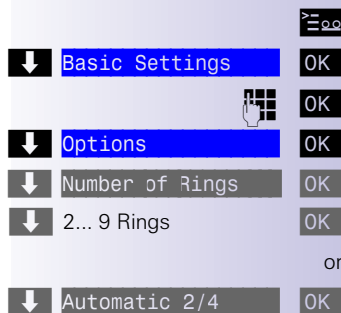 Basic Settings OK
OK
Options OK
Number of Rings OK
2... 9 Rings OK
or
Automatic 2/4 OK